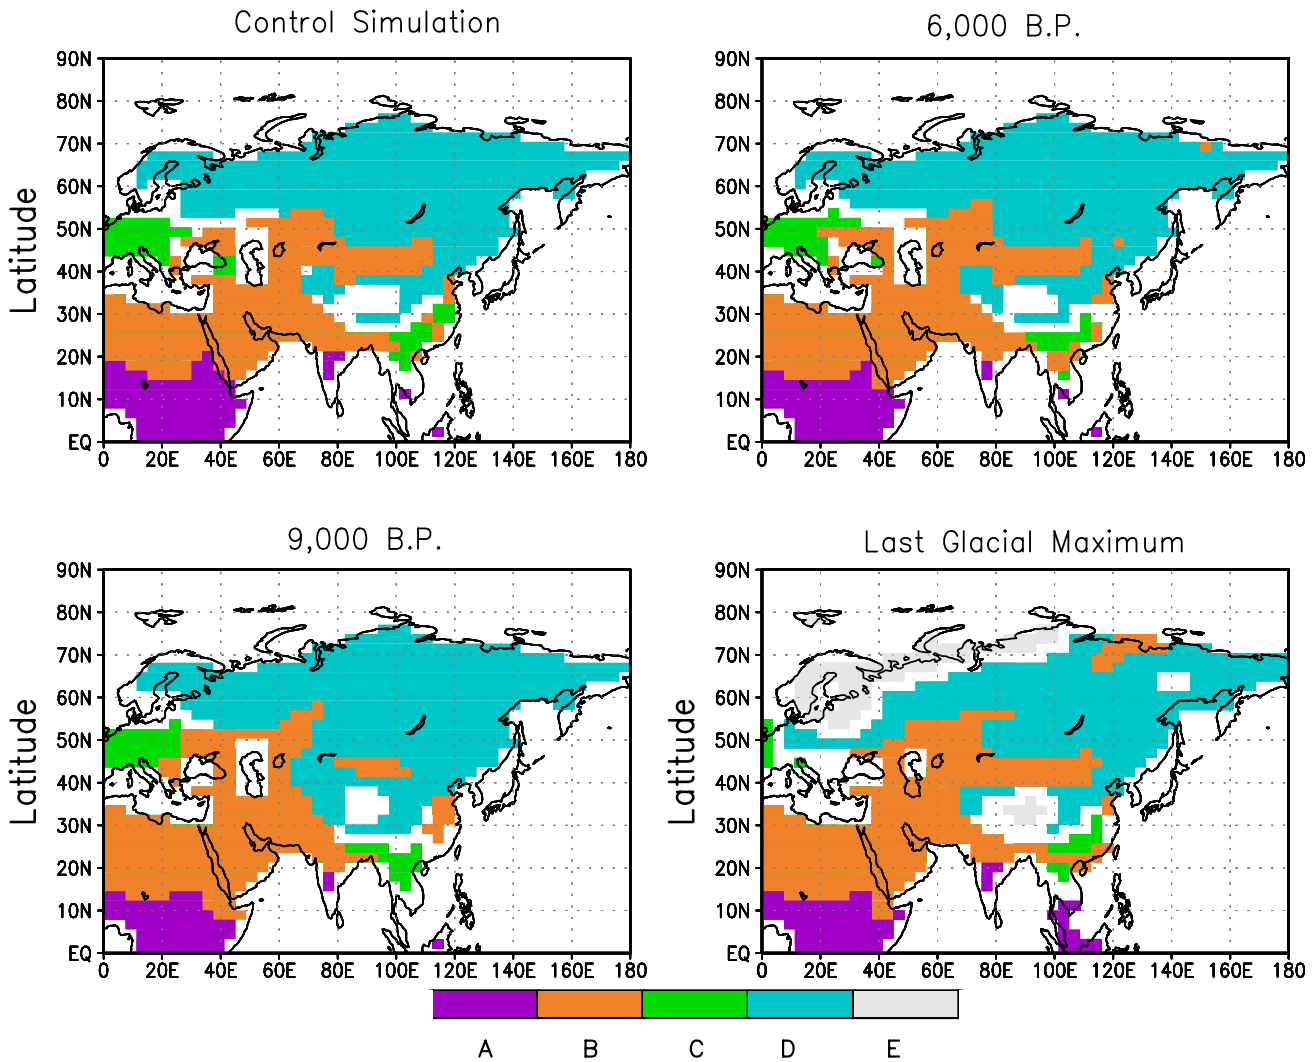 Control Simulation
6,000 B.P.
Latitude
90N
80N
70N
60N
50N
40N
30N
20N
10N
EQ
0 20E 40E 60E 80E 100E 120E 140E 160E 180
90N
80N
70N
60N
50N
40N
30N
20N
10N
EQ
0 20E 40E 60E 80E 100E 120E 140E 160E 180
9,000 B.P.
Last Glacial Maximum
Latitude
90N
80N
70N
60N
50N
40N
30N
20N
10N
EQ
0 20E 40E 60E 80E 100E 120E 140E 160E 180
Latitude
90N
80N
70N
60N
50N
40N
30N
20N
10N
EQ
0 20E 40E 60E 80E 100E 120E 140E 160E 180
A B C D E